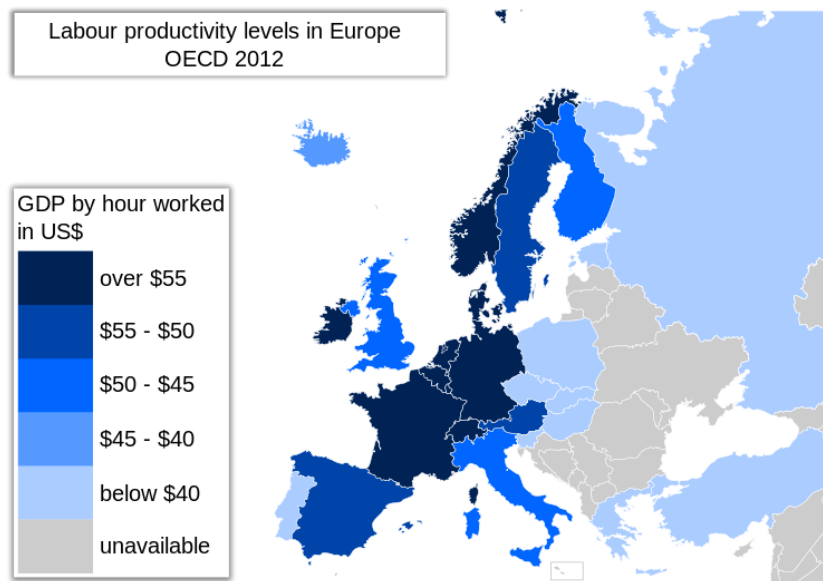 Labour productivity levels in Europe
OECD 2012
GDP by hour worked
in US$
over $55
$55 - $50
$50 - $45
$45 - $40
below $40
unavailable